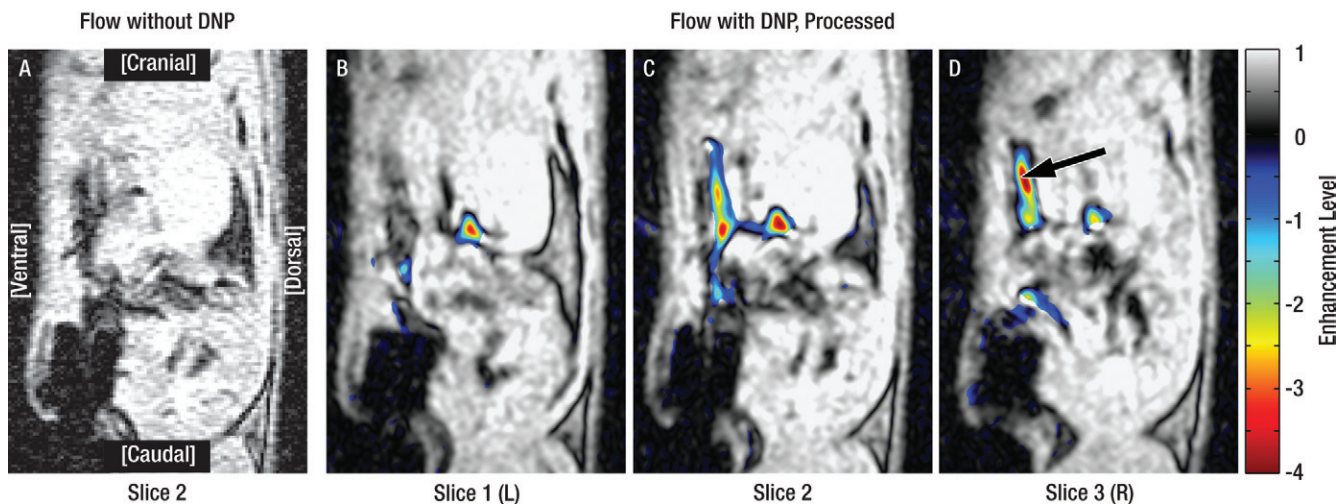 Flow without DNP
Flow with DNP, Processed
A
[Cranial]
[Ventral]
[Dorsal]
[Caudal]
B
C
D
1
0
-1
-2
-3
-4
Enhancement Level
Slice 2
Slice 1 (L)
Slice 2
Slice 3 (R)